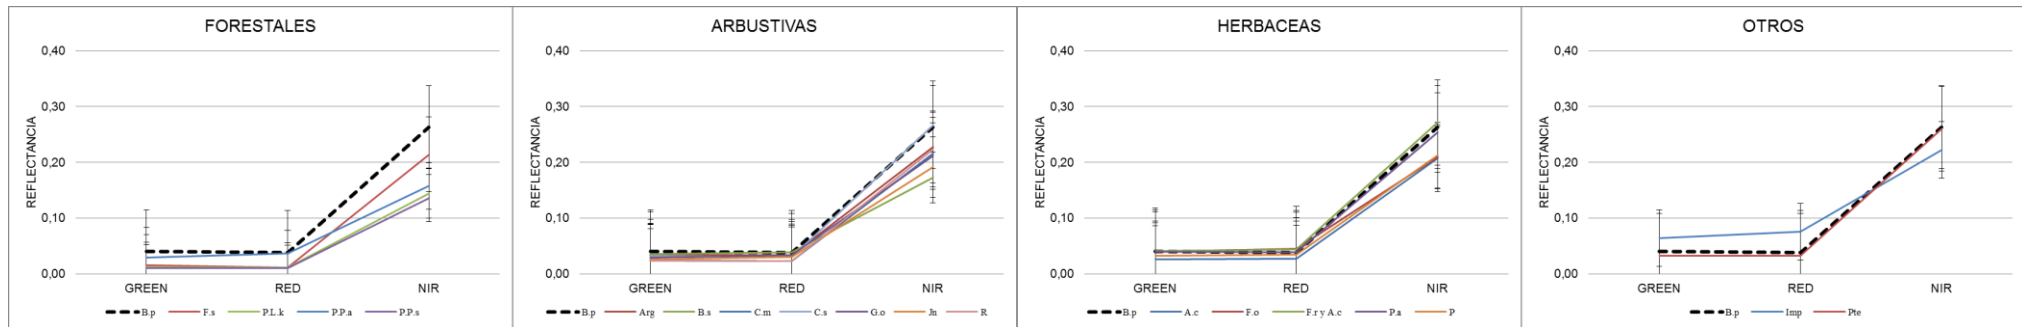 FORESTALES
REFLECTANCIA
0,40
0,30
0,20
0,10
0,00
GREEN RED NIR
B.p F.s P.L.k P.P.a P.P.s
ARBUSTIVAS
REFLECTANCIA
0,40
0,30
0,20
0,10
0,00
GREEN RED NIR
B.p Arg B.s C.m C.s G.o Jn R
HERBACEAS
REFLECTANCIA
0,40
0,30
0,20
0,10
0,00
GREEN RED NIR
B.p A.c F.o F.r y A.c P.a P
OTROS
REFLECTANCIA
0,40
0,30
0,20
0,10
0,00
GREEN RED NIR
B.p Imp Pte